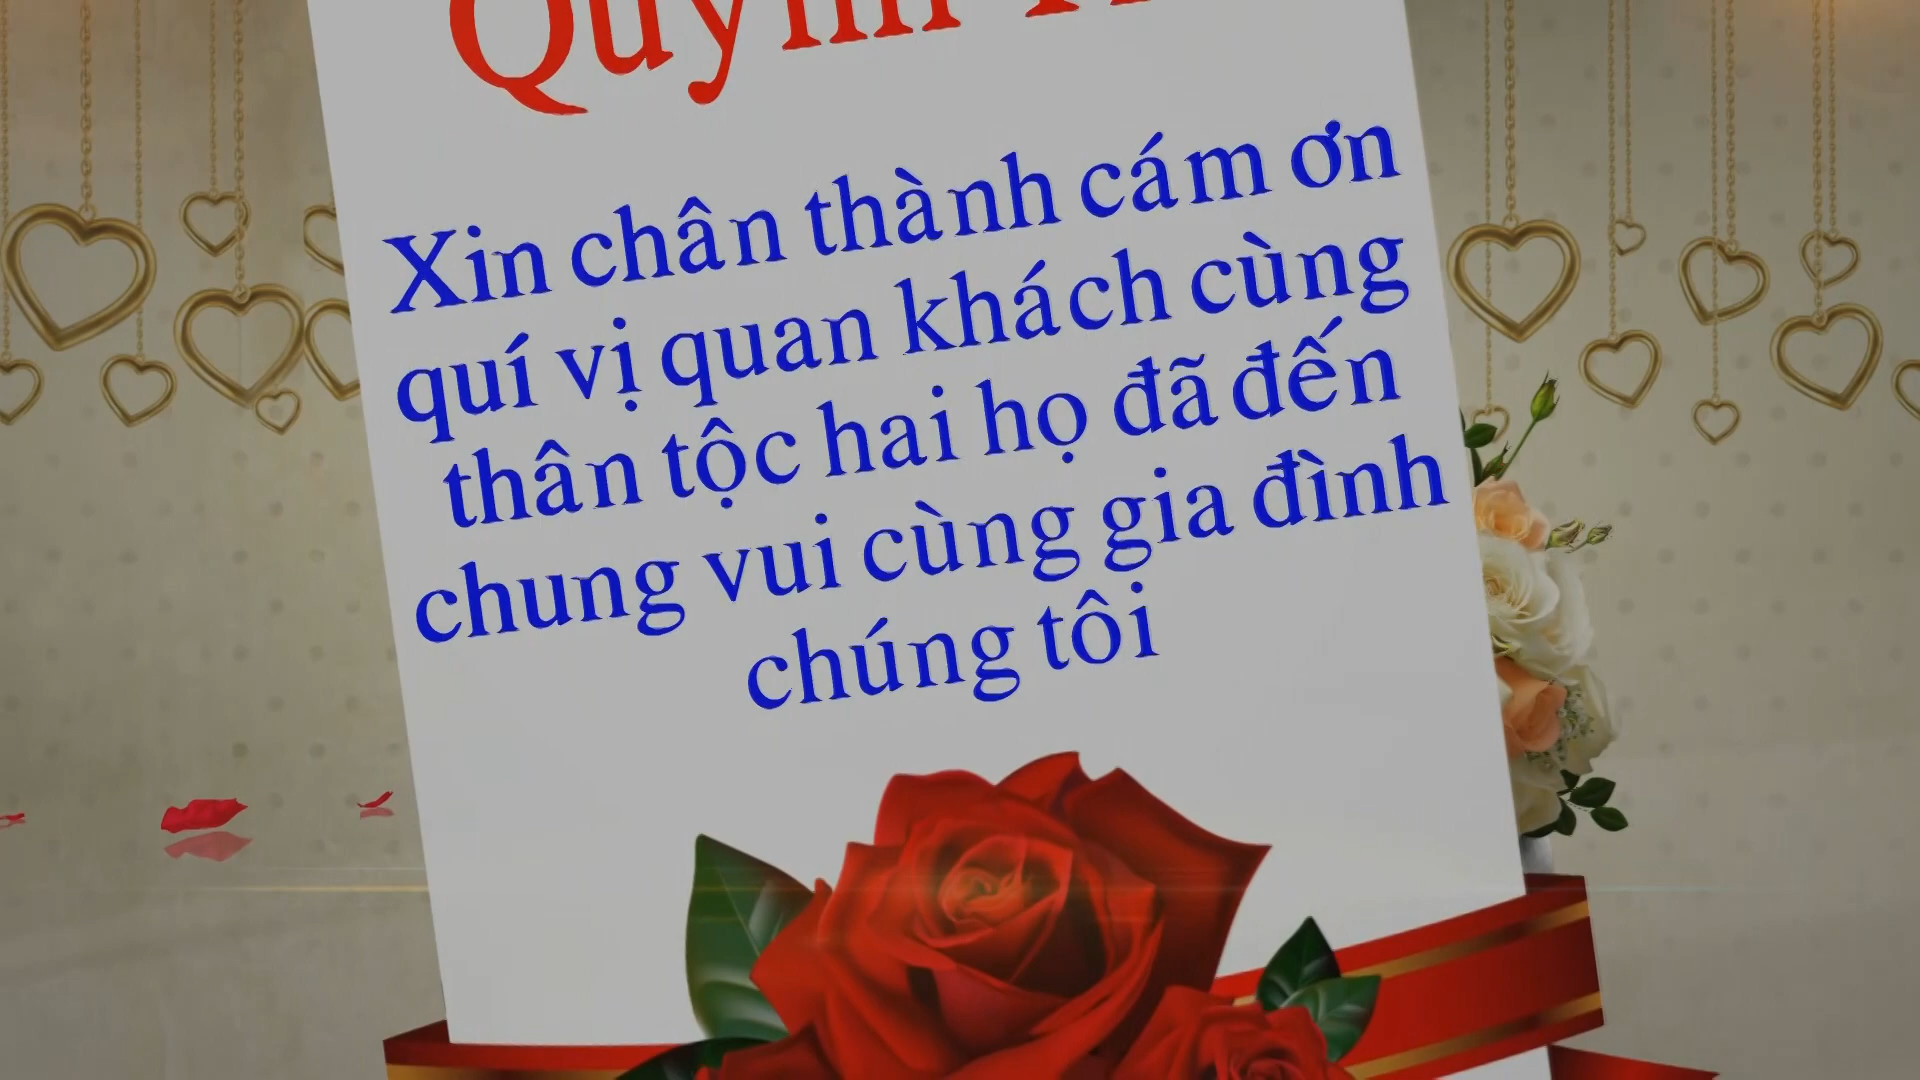 Xin chân thành cám ơn
quí vị quan khách cùng
thân tộc hai họ đã đến
chung vui cùng gia đình
chúng tôi